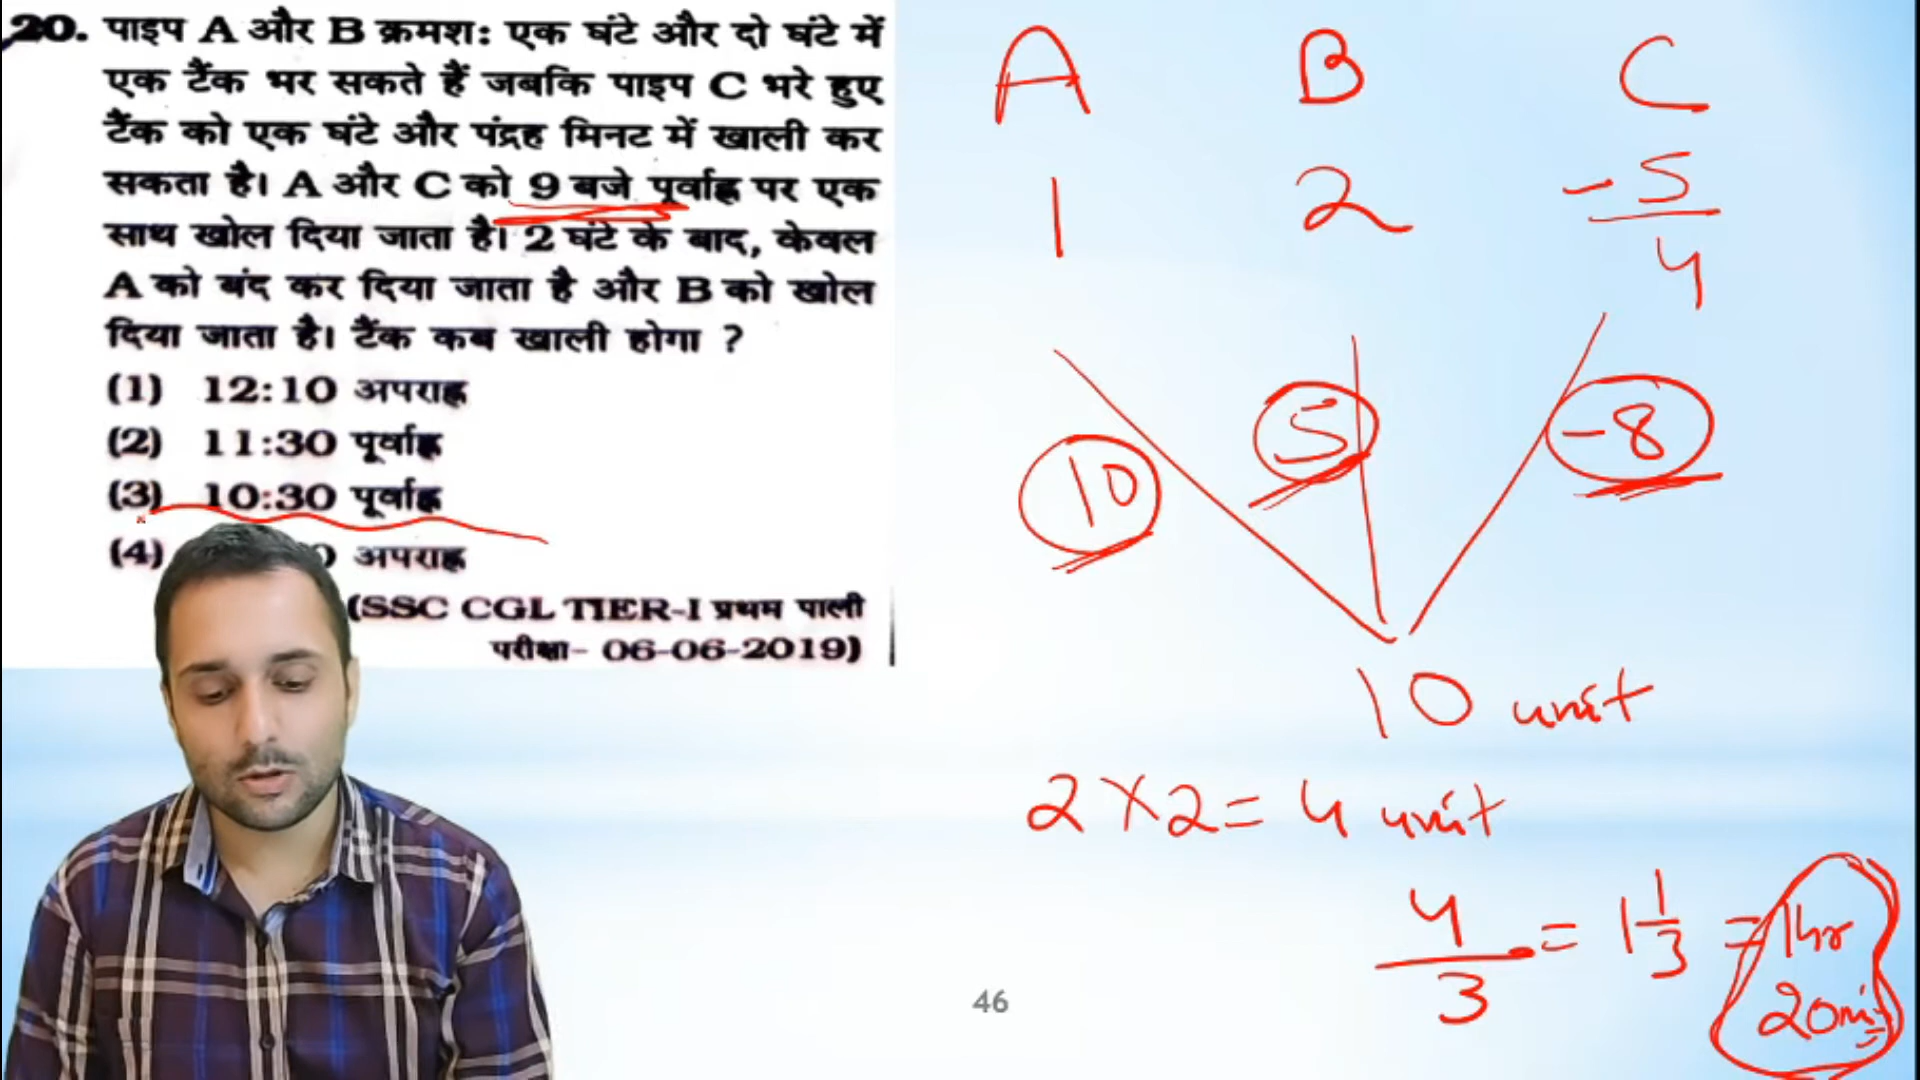 20. पाइप A और B क्रमश: एक घंटे और दो घंटे में
एक टैंक भर सकते हैं जबकि पाइप C भरे हुए
टैंक को एक घंटे और पंद्रह मिनट में खाली कर
सकता है। A और C को 9 बजे पूर्वाह्न पर एक
साथ खोल दिया जाता है। 2 घंटे के बाद, केवल
A को बंद कर दिया जाता है और B को खोल
दिया जाता है। टैंक कब खाली होगा ?
(1) 12:10 अपराह्न
(2) 11:30 पूर्वाह्न
(3) 10:30 पूर्वाह्न
(4) अपराह्न
(SSC CGL TIER-I प्रथम पाली
परीक्षा- 06-06-2019)
A B C
1 2 -5/4
10 5 -8
10 unit
2×2= 4 unit
4/3 = 1 1/3 = 1hr
20min
46